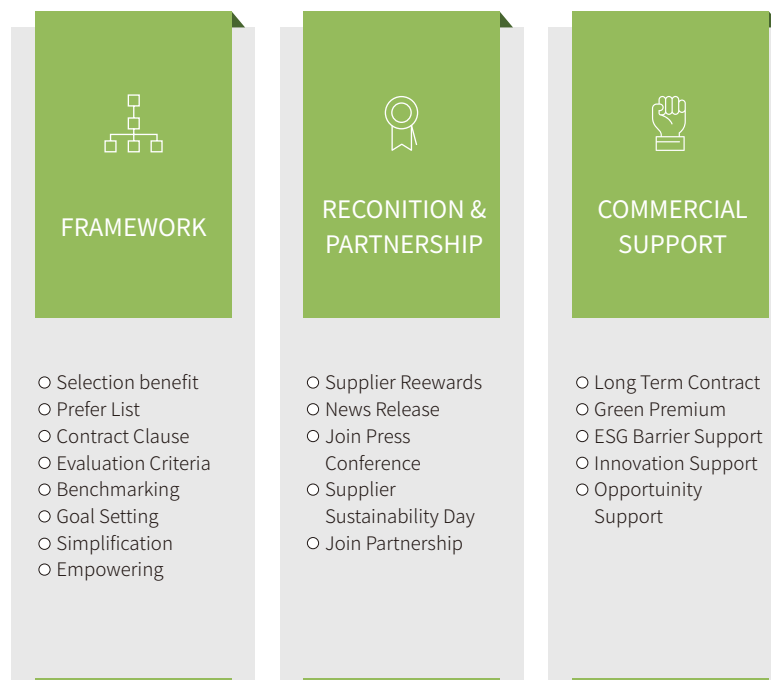 FRAMEWORK
Selection benefit
Prefer List
Contract Clause
Evaluation Criteria
Benchmarking
Goal Setting
Simplification
Empowering
RECONITION &
PARTNERSHIP
Supplier Reewards
News Release
Join Press
Conference
Supplier
Sustainability Day
Join Partnership
COMMERCIAL
SUPPORT
Long Term Contract
Green Premium
ESG Barrier Support
Innovation Support
Opportuinity
Support